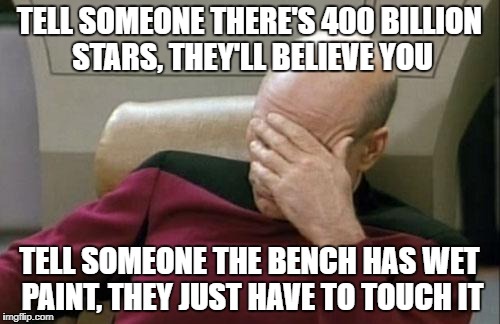 TELL SOMEONE THERE'S 400 BILLION
STARS, THEY'LL BELIEVE YOU
TELL SOMEONE THE BENCH HAS WET
PAINT, THEY JUST HAVE TO TOUCH IT
imgflip.com